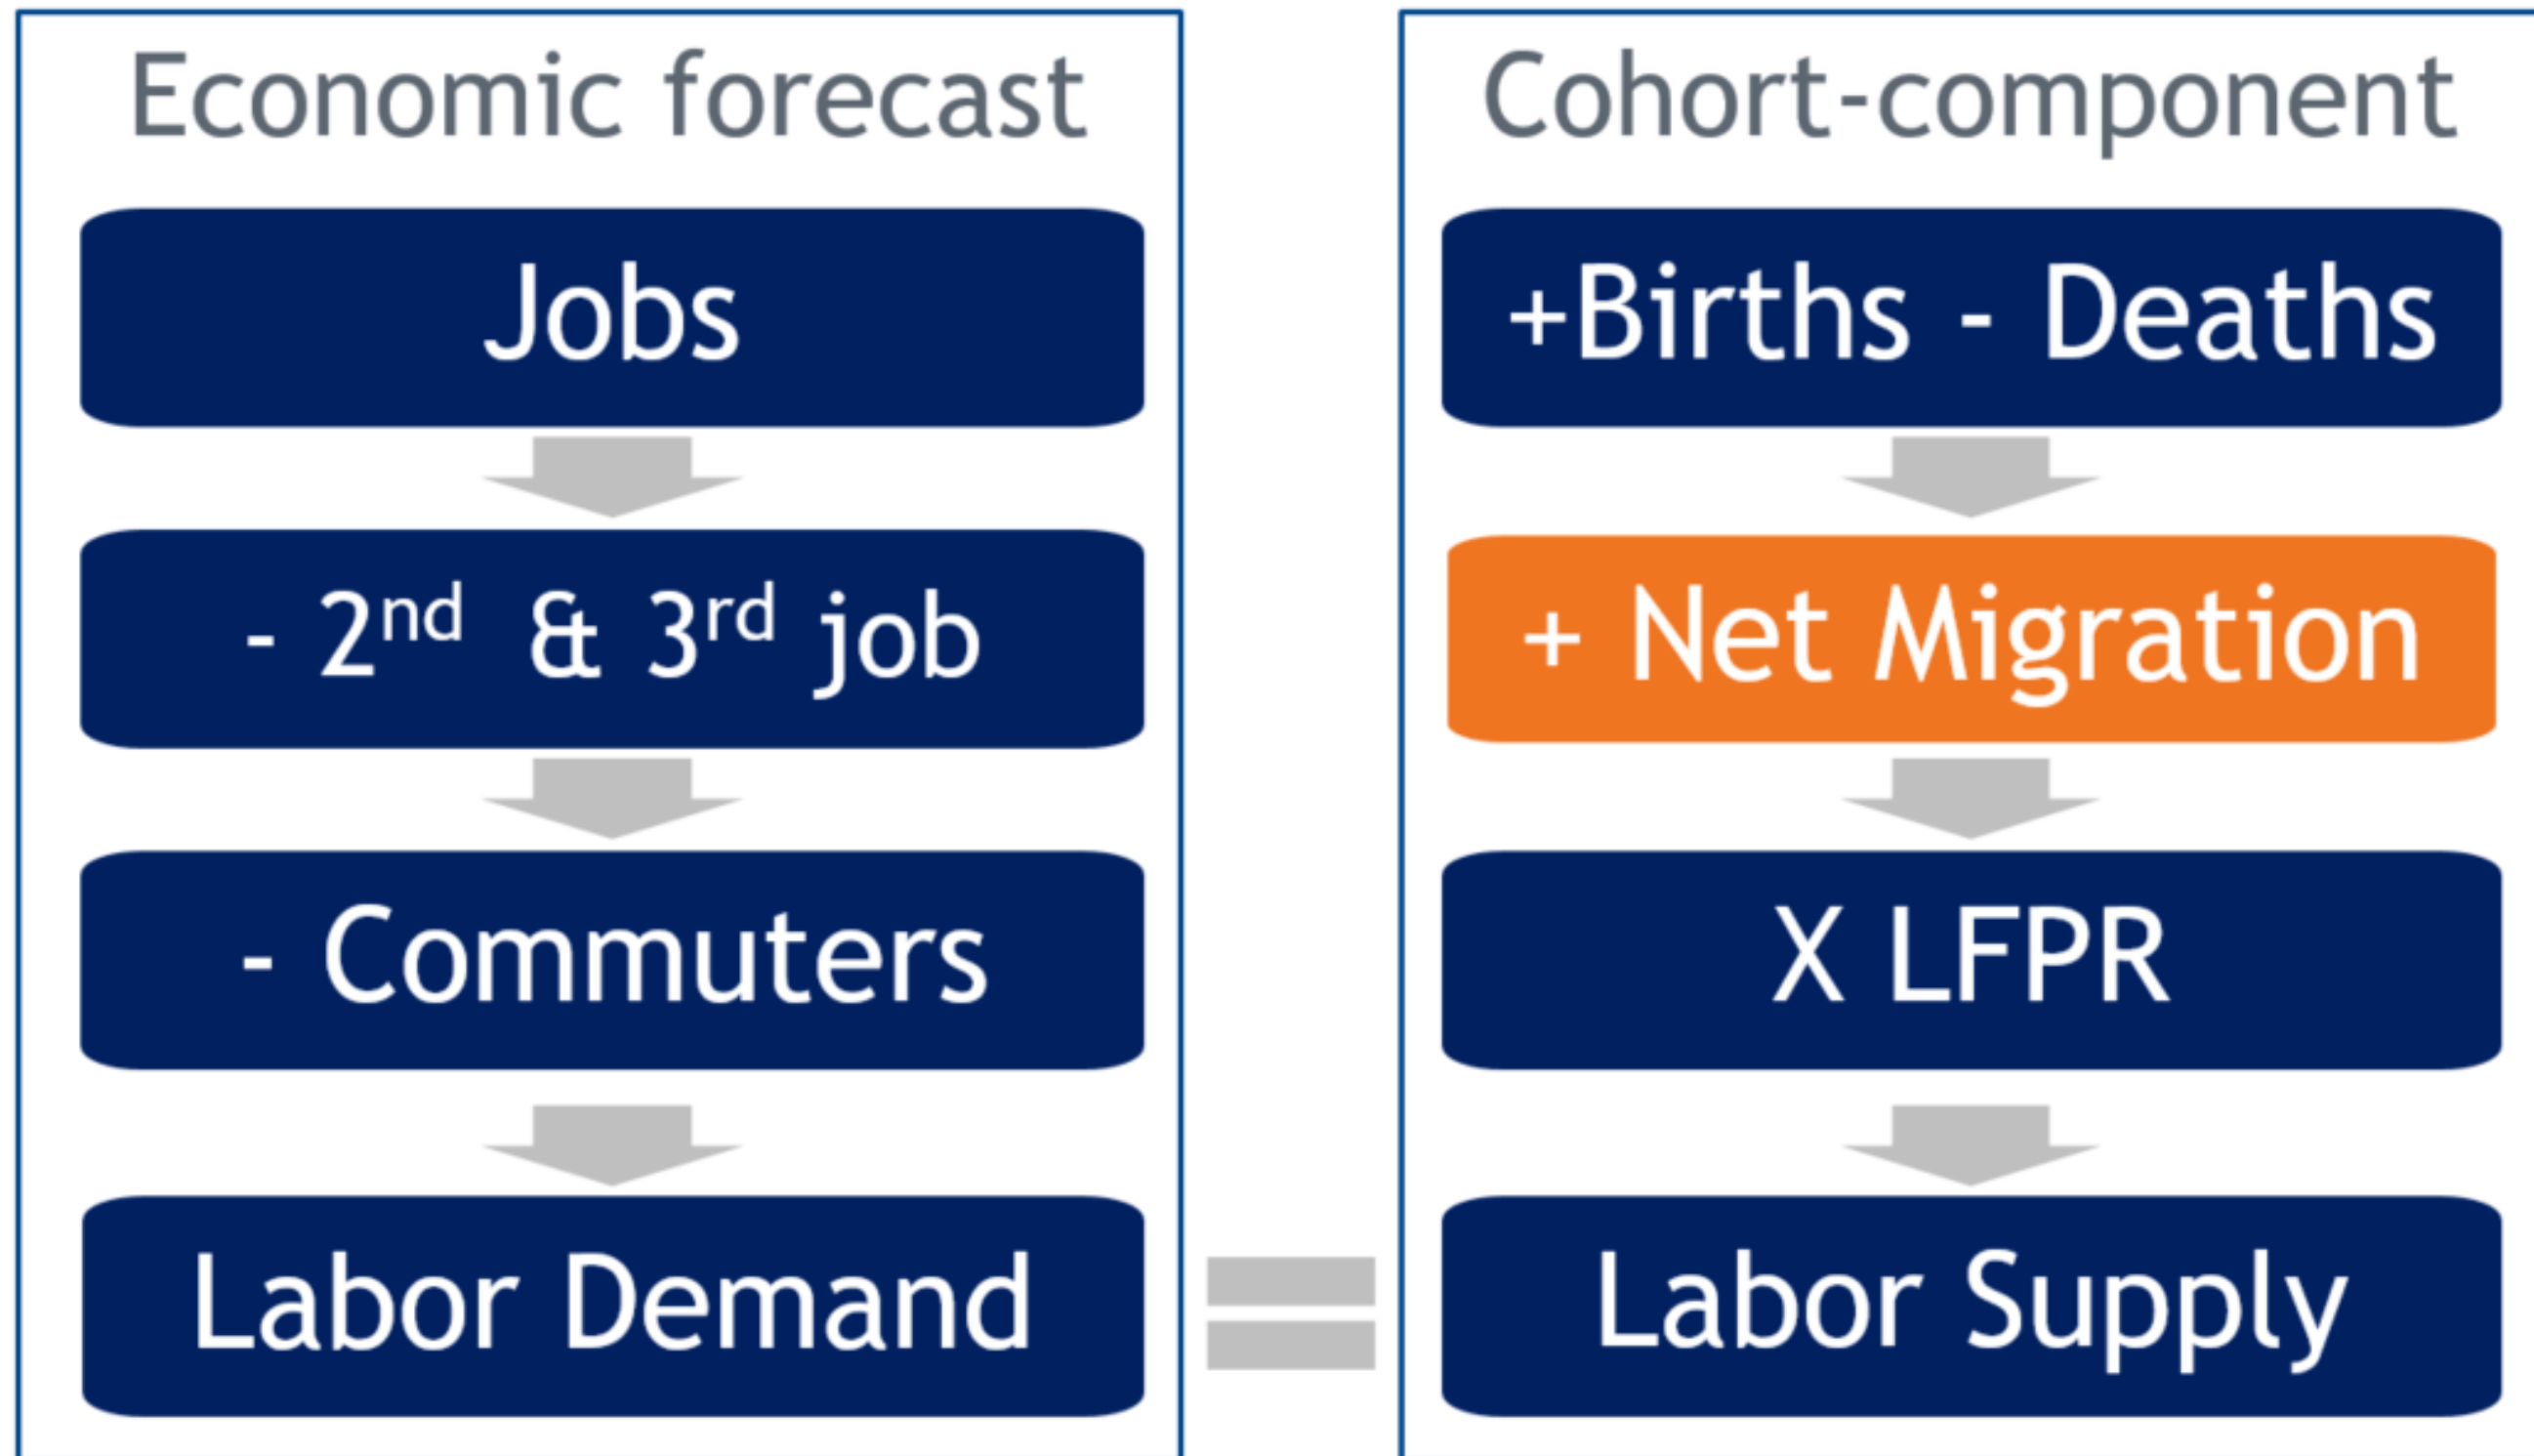 Economic forecast
Jobs
- 2nd & 3rd job
- Commuters
Labor Demand
Cohort-component
+Births - Deaths
+ Net Migration
X LFPR
Labor Supply